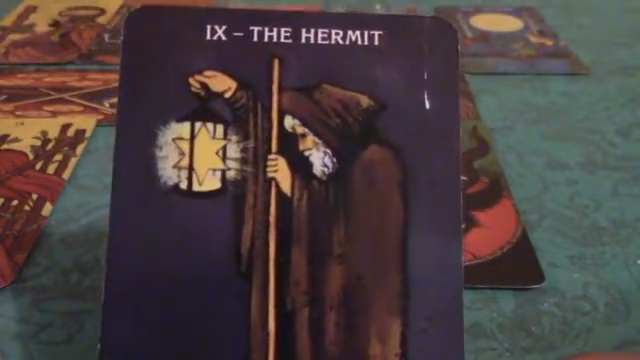 IX – THE HERMIT